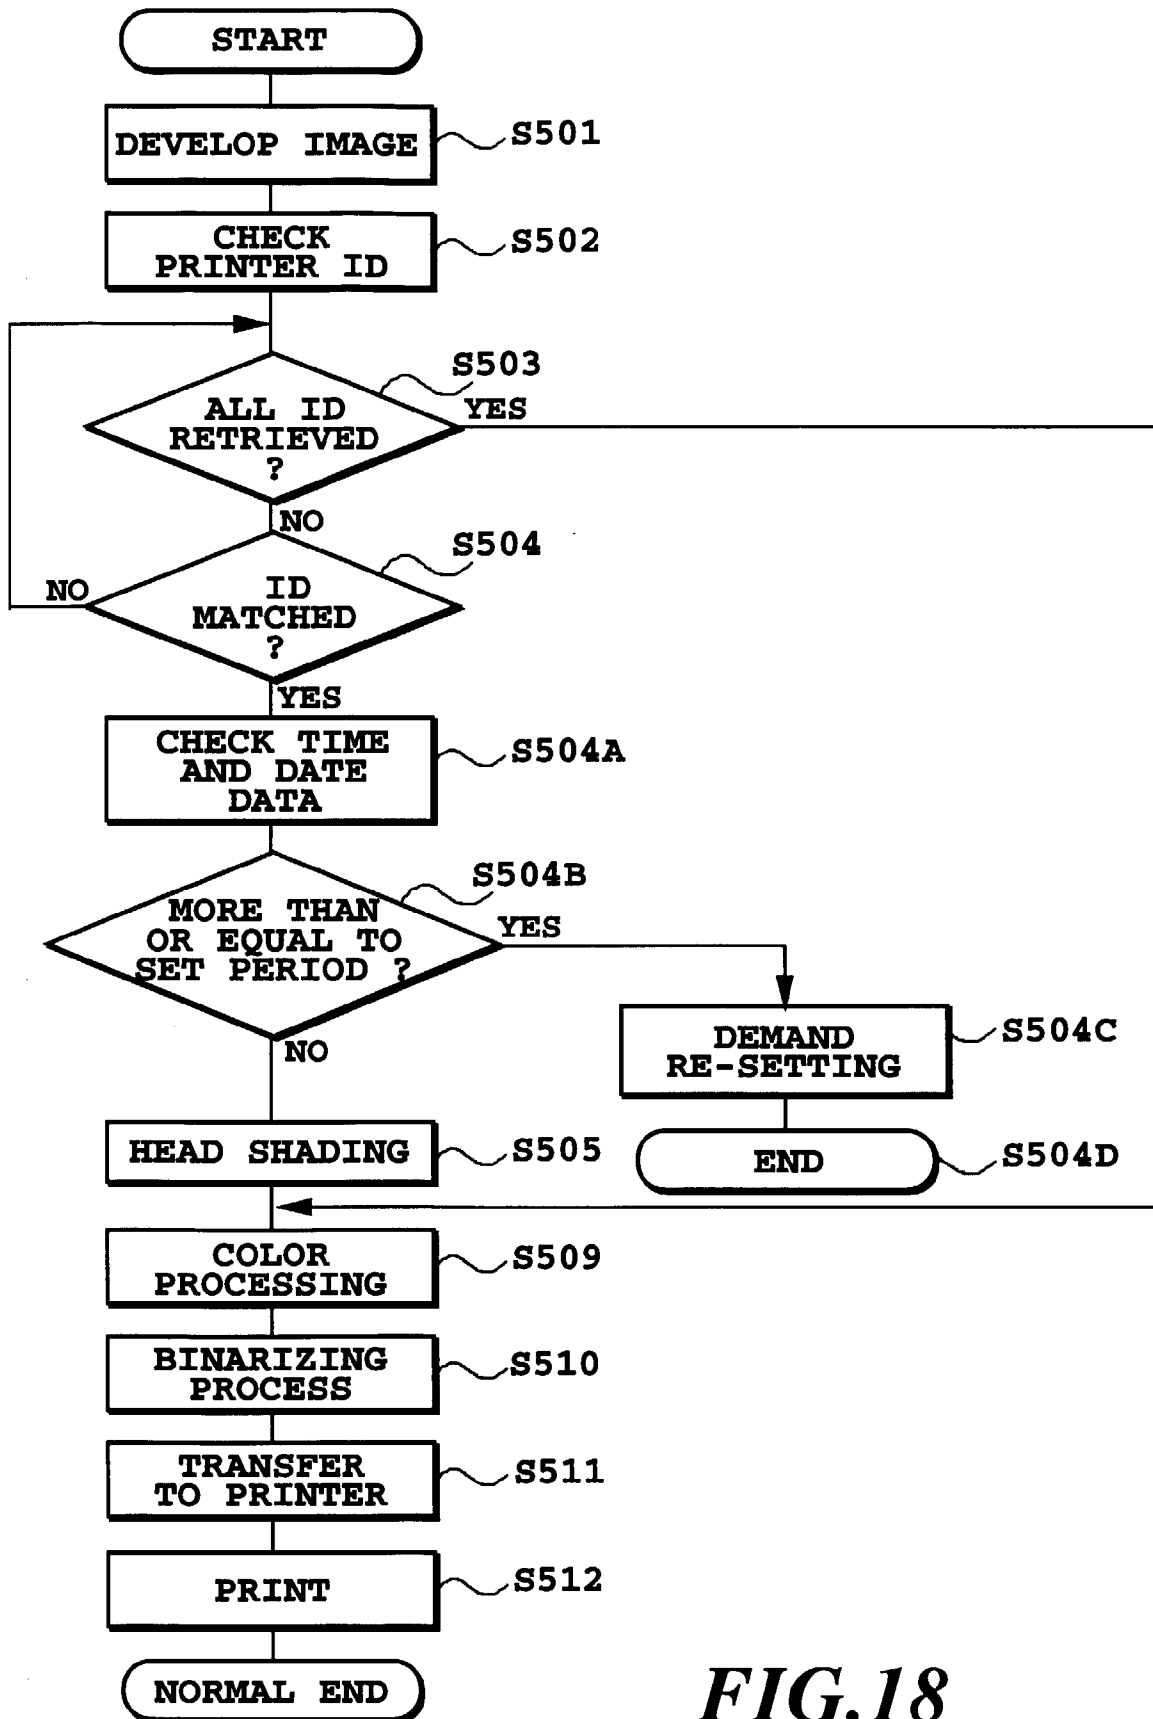 START
DEVELOP IMAGE
S501
CHECK
PRINTER ID
S502
S503
ALL ID
RETRIEVED
?
YES
NO
S504
ID
MATCHED
?
NO
YES
CHECK TIME
AND DATE
DATA
S504A
S504B
MORE THAN
OR EQUAL TO
SET PERIOD ?
YES
NO
DEMAND
RE-SETTING
S504C
END
S504D
HEAD SHADING
S505
COLOR
PROCESSING
S509
BINARIZING
PROCESS
S510
TRANSFER
TO PRINTER
S511
PRINT
S512
NORMAL END
FIG.18